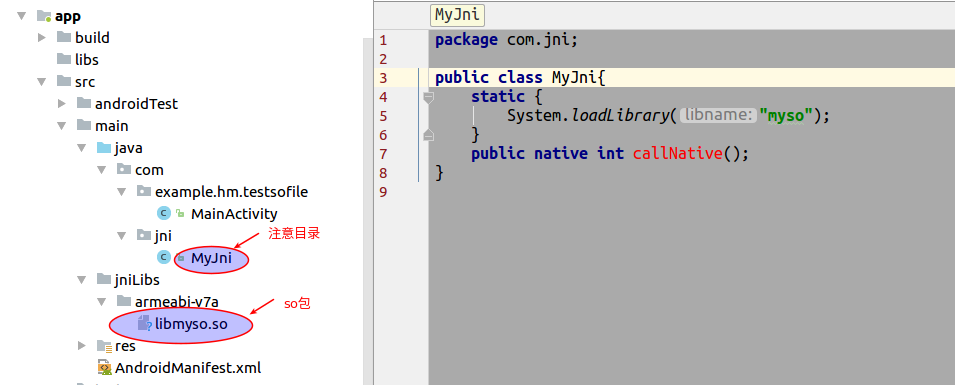 app
build
libs
src
androidTest
main
java
com
example.hm.testsofile
MainActivity
jni
注意目录
MyJni
jniLibs
armeabi-v7a
so包
libmyso.so
res
AndroidManifest.xml
MyJni
1 package com.jni;
2
3 public class MyJni{
4 static {
5 System.loadLibrary( libname: "myso");
6 }
7 public native int callNative();
8 }
9